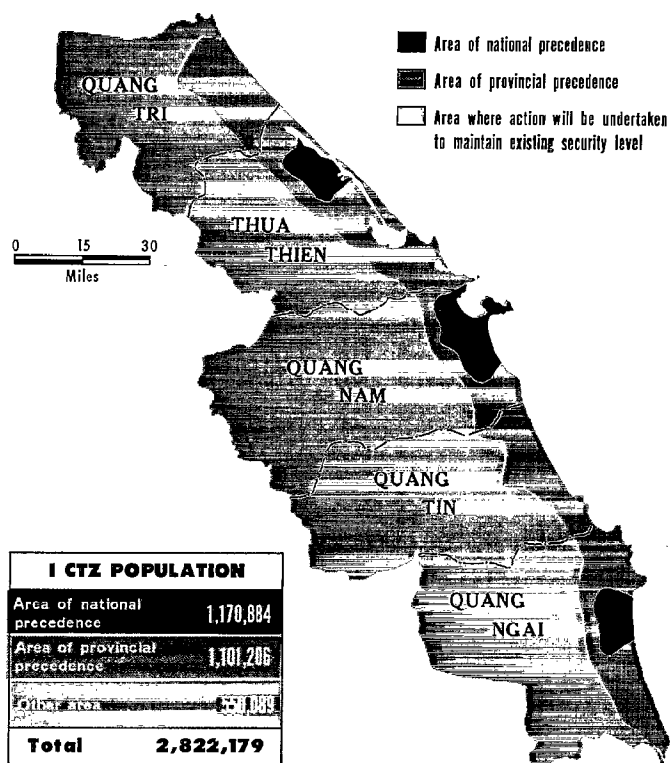 Area of national precedence
Area of provincial precedence
Area where action will be undertaken
to maintain existing security level
QUANG
TRI
THUA
THIEN
0 15 30
Miles
QUANG
NAM
QUANG
TIN
QUANG
NGAI
I CTZ POPULATION
Area of national
precedence 1,170,884
Area of provincial
precedence 1,101,206
Other area 550,089
Total 2,822,179